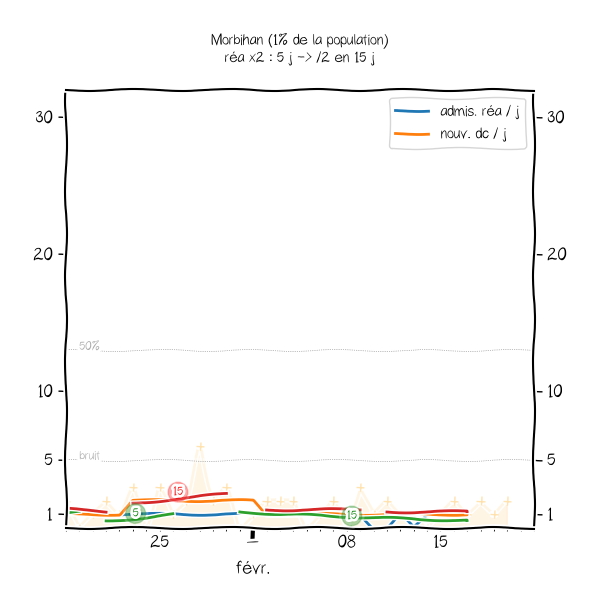 Morbihan (1% de la population)
réa x2 : 5 j -> /2 en 15 j
admis. réa / j
nouv. dc / j
30
30
20
20
50%
10
10
bruit
5
5
15
5
15
1
1
25
08
15
févr.